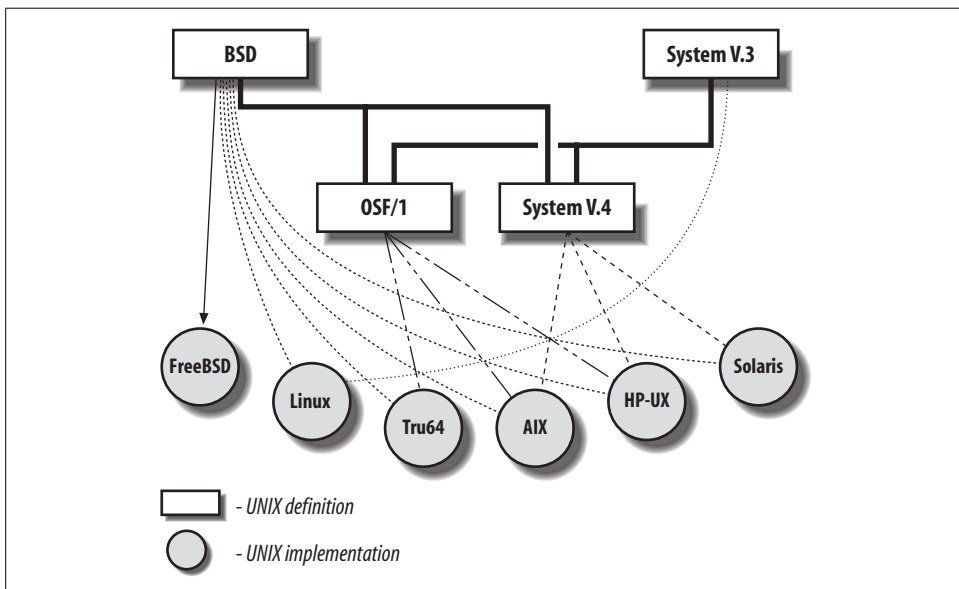 BSD
System V.3
OSF/1
System V.4
FreeBSD
Linux
Tru64
AIX
HP-UX
Solaris
- UNIX definition
- UNIX implementation